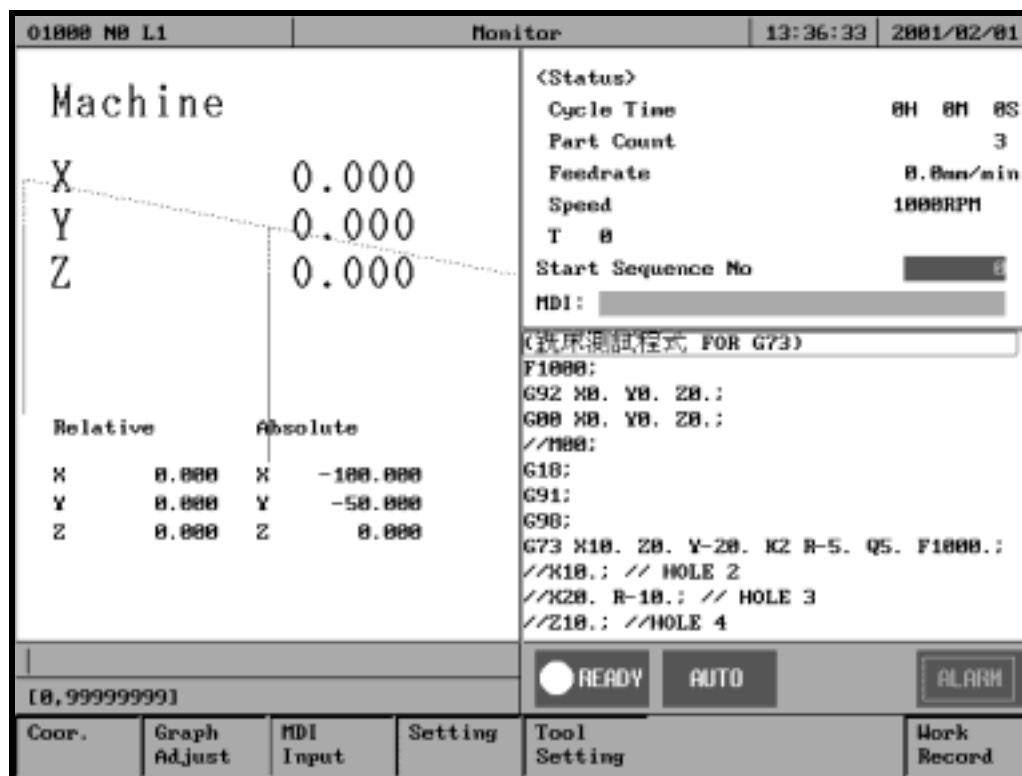 O1000 N0 L1 Monitor 13:36:33 2001/02/01
Machine
X 0.000
Y 0.000
Z 0.000
Relative Absolute
X 0.000 X -100.000
Y 0.000 Y -50.000
Z 0.000 Z 0.000
<Status>
Cycle Time 0H 0M 0S
Part Count 3
Feedrate 0.0mm/min
Speed 1000RPM
T 0
Start Sequence No 0
MDI:
(銑床測試程式 FOR G73)
F1000;
G92 X0. Y0. Z0.;
G00 X0. Y0. Z0.;
//M00;
G18;
G91;
G98;
G73 X10. Z0. Y-20. K2 R-5. Q5. F1000.;
//X10.; // HOLE 2
//X20. R-10.; // HOLE 3
//Z10.; //HOLE 4
[0,99999999]
READY AUTO ALARM
Coor. Graph Adjust MDI Input Setting Tool Setting Work Record